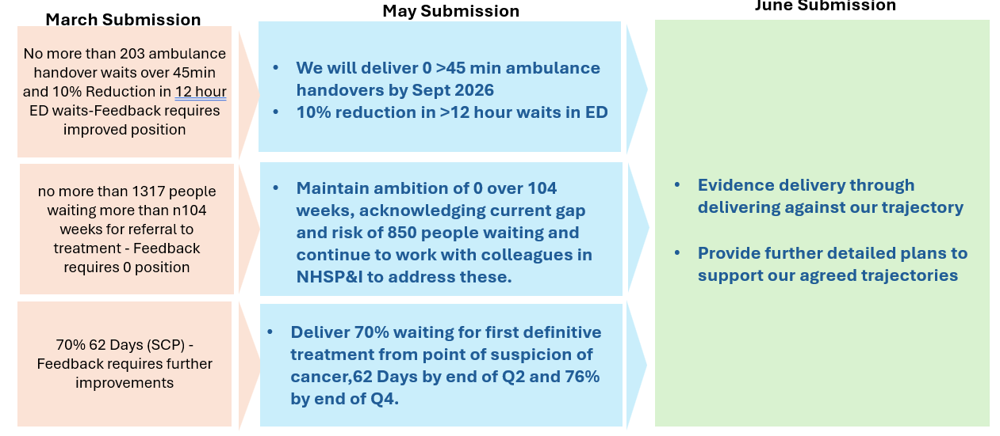 March Submission
No more than 203 ambulance
handover waits over 45min
and 10% Reduction in 12 hour
ED waits-Feedback requires
improved position
no more than 1317 people
waiting more than n104
weeks for referral to
treatment - Feedback
requires 0 position
70% 62 Days (SCP) -
Feedback requires further
improvements
May Submission
• We will deliver 0 >45 min ambulance
handovers by Sept 2026
• 10% reduction in >12 hour waits in ED
• Maintain ambition of 0 over 104
weeks, acknowledging current gap
and risk of 850 people waiting and
continue to work with colleagues in
NHSP&I to address these.
• Deliver 70% waiting for first definitive
treatment from point of suspicion of
cancer,62 Days by end of Q2 and 76%
by end of Q4.
June Submission
• Evidence delivery through
delivering against our trajectory
• Provide further detailed plans to
support our agreed trajectories